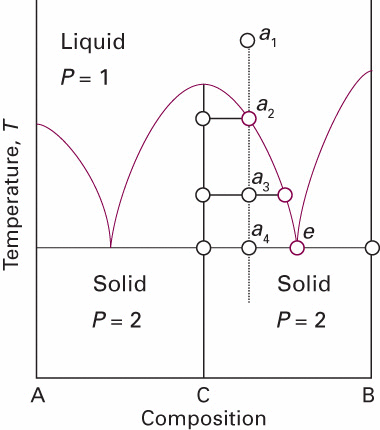 Liquid
P = 1
a1
a2
a3
a4
e
Temperature, T
Solid
P = 2
Solid
P = 2
A
C
B
Composition